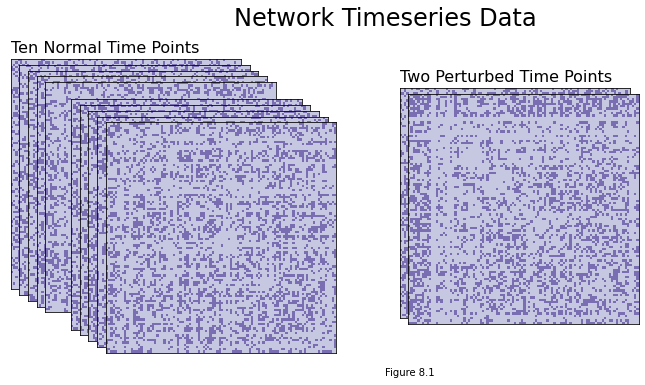 Network Timeseries Data
Ten Normal Time Points
Two Perturbed Time Points
Figure 8.1